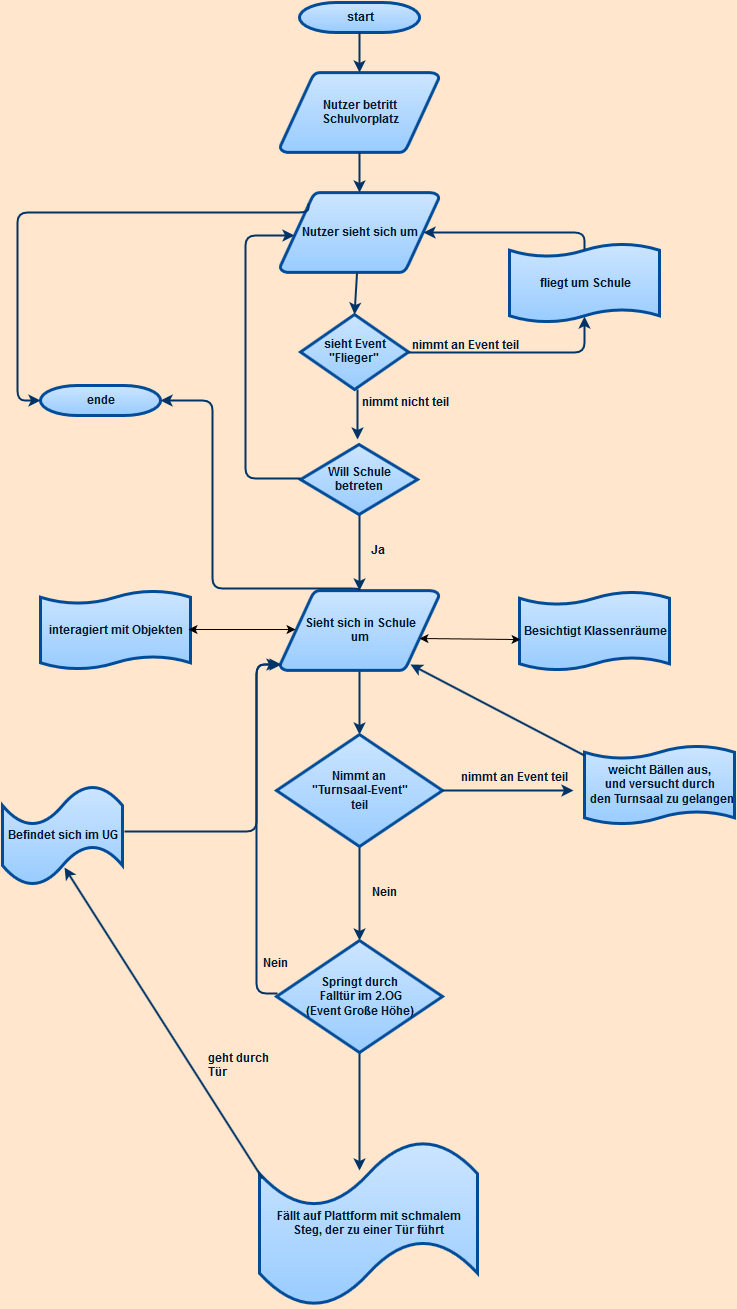 start
Nutzer betritt
Schulvorplatz
Nutzer sieht sich um
fliegt um Schule
sieht Event
"Flieger"
nimmt an Event teil
nimmt nicht teil
ende
Will Schule
betreten
Ja
interagiert mit Objekten
Sieht sich in Schule
um
Besichtigt Klassenräume
Nimmt an
"Turnsaal-Event"
teil
nimmt an Event teil
weicht Bällen aus,
und versucht durch
den Turnsaal zu gelangen
Befindet sich im UG
Nein
Nein
Springt durch
Falltür im 2.OG
(Event Große Höhe)
geht durch
Tür
Fällt auf Plattform mit schmalem
Steg, der zu einer Tür führt